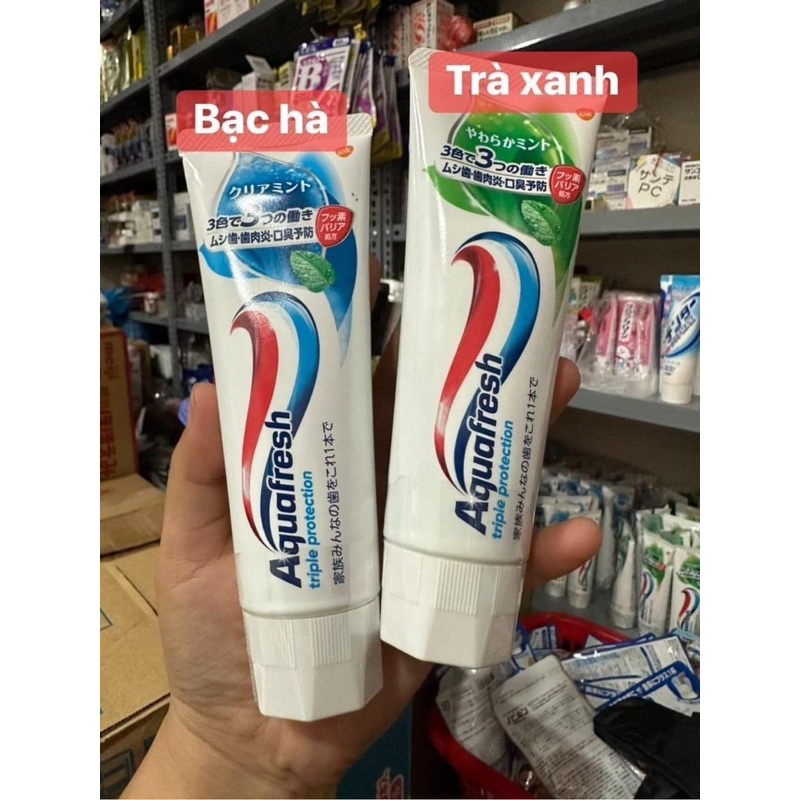 Bạc hà
クリアミント
3色で3つの働き
ムシ歯・歯肉炎・口臭予防
フッ素
バリア
処方
Aquafresh
triple protection
家族みんなの歯をこれ1本で
Trà xanh
やわらかミント
3色で3つの働き
ムシ歯・歯肉炎・口臭予防
フッ素
バリア
処方
Aquafresh
triple protection
家族みんなの歯をこれ1本で
サンテ
PC
meiji